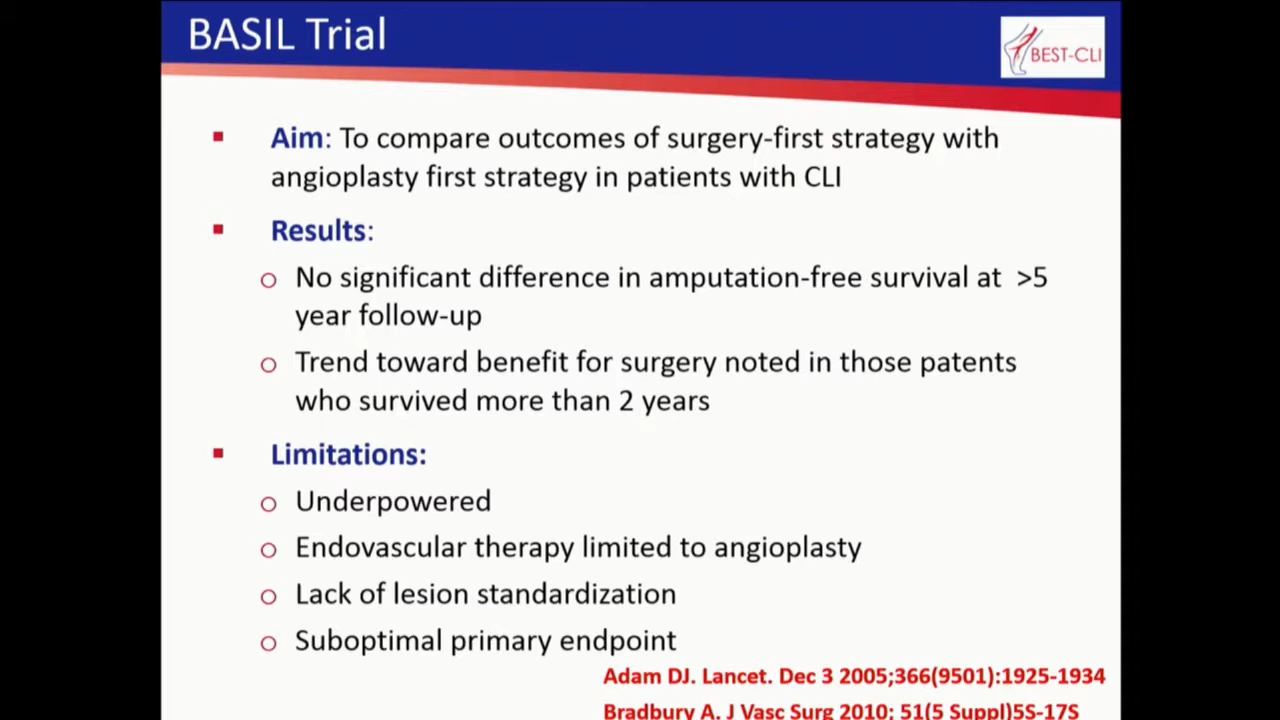 BASIL Trial
BEST-CLI
Aim: To compare outcomes of surgery-first strategy with
angioplasty first strategy in patients with CLI
Results:
No significant difference in amputation-free survival at >5
year follow-up
Trend toward benefit for surgery noted in those patents
who survived more than 2 years
Limitations:
Underpowered
Endovascular therapy limited to angioplasty
Lack of lesion standardization
Suboptimal primary endpoint
Adam DJ. Lancet. Dec 3 2005;366(9501):1925-1934
Bradbury A. J Vasc Surg 2010; 51(5 Suppl)5S-17S